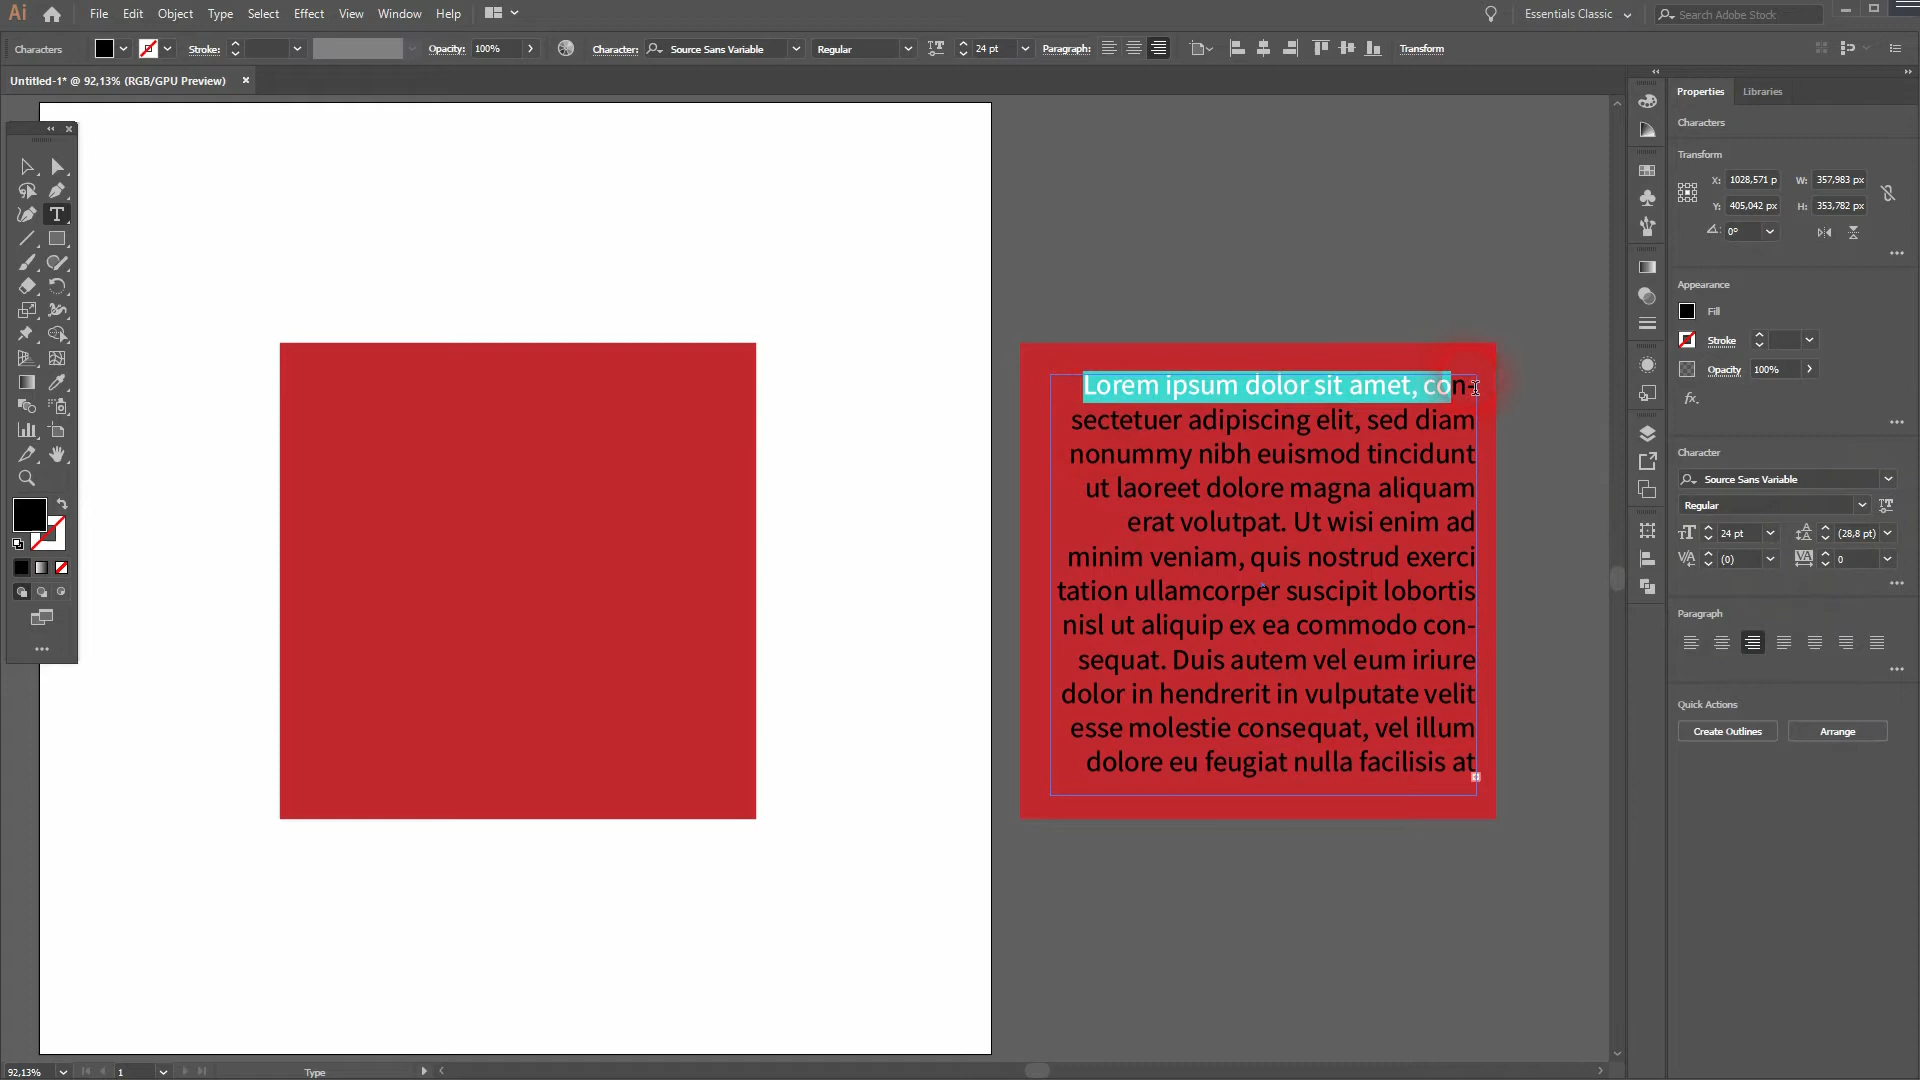 Ai File Edit Object Type Select Effect View Window Help Essentials Classic Search Adobe Stock
Characters Stroke: Opacity: 100% Character: Source Sans Variable Regular 24 pt Paragraph: Transform
Untitled-1* @ 92,13% (RGB/GPU Preview)
Properties Libraries
Characters
Transform
X: 1028,571 p W: 357,983 px
Y: 405,042 px H: 353,782 px
0°
Appearance
Fill
Stroke
Opacity 100%
fx.
Character
Source Sans Variable
Regular
24 pt (28,8 pt)
(0) 0
Paragraph
Quick Actions
Create Outlines Arrange
Lorem ipsum dolor sit amet, con-
sectetuer adipiscing elit, sed diam
nonummy nibh euismod tincidunt
ut laoreet dolore magna aliquam
erat volutpat. Ut wisi enim ad
minim veniam, quis nostrud exerci
tation ullamcorper suscipit lobortis
nisl ut aliquip ex ea commodo con-
sequat. Duis autem vel eum iriure
dolor in hendrerit in vulputate velit
esse molestie consequat, vel illum
dolore eu feugiat nulla facilisis at
92,13% 1 Type